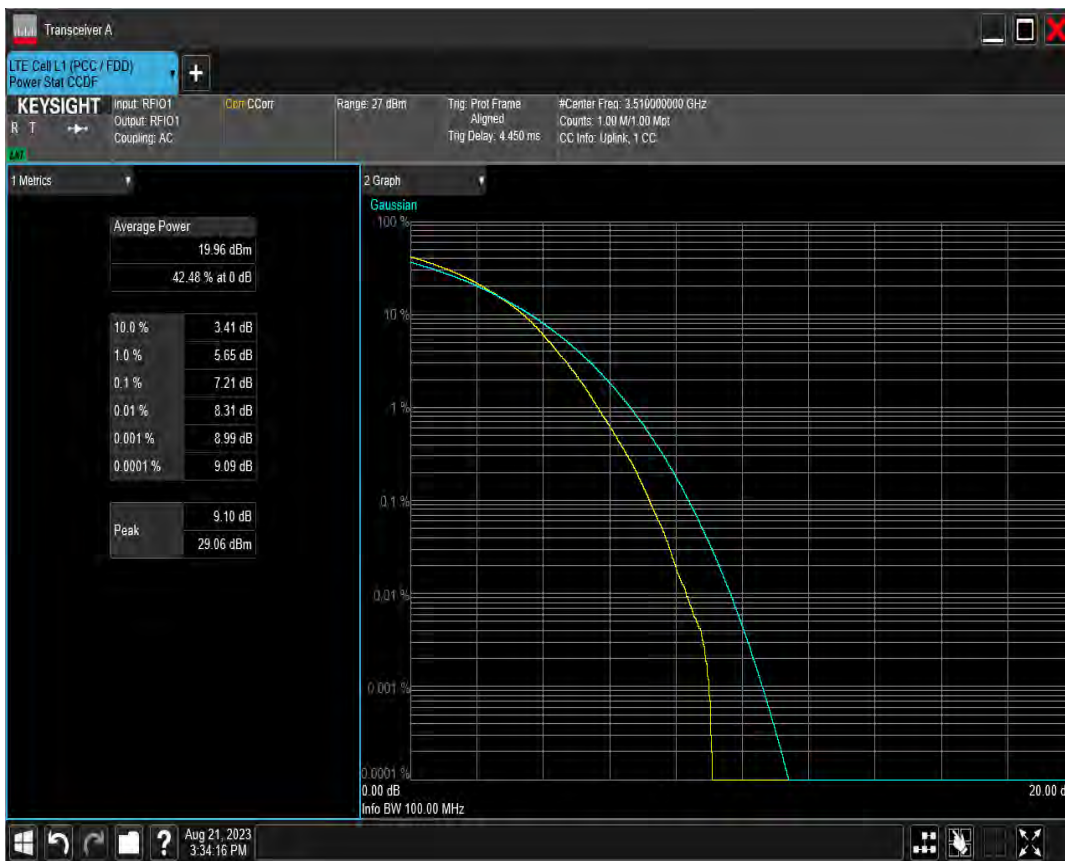 Transceiver A
LTE Cell L1 (PCC / FDD)
Power Stat CCDF
+
KEYSIGHT
R T
LXI
Input: RFIO1
Output: RFIO1
Coupling: AC
Corr CCorr
Range: 27 dBm
Trig: Prot Frame
Aligned
Trig Delay: 4.450 ms
#Center Freq: 3.510000000 GHz
Counts: 1.00 M/1.00 Mpt
CC Info: Uplink, 1 CC
1 Metrics
Average Power
19.96 dBm
42.48 % at 0 dB
10.0 % 3.41 dB
1.0 % 5.65 dB
0.1 % 7.21 dB
0.01 % 8.31 dB
0.001 % 8.99 dB
0.0001 % 9.09 dB
Peak
9.10 dB
29.06 dBm
2 Graph
Gaussian
100 %
10 %
1 %
0.1 %
0.01 %
0.001 %
0.0001 %
0.00 dB
20.00 d
Info BW 100.00 MHz
?
Aug 21, 2023
3:34:16 PM